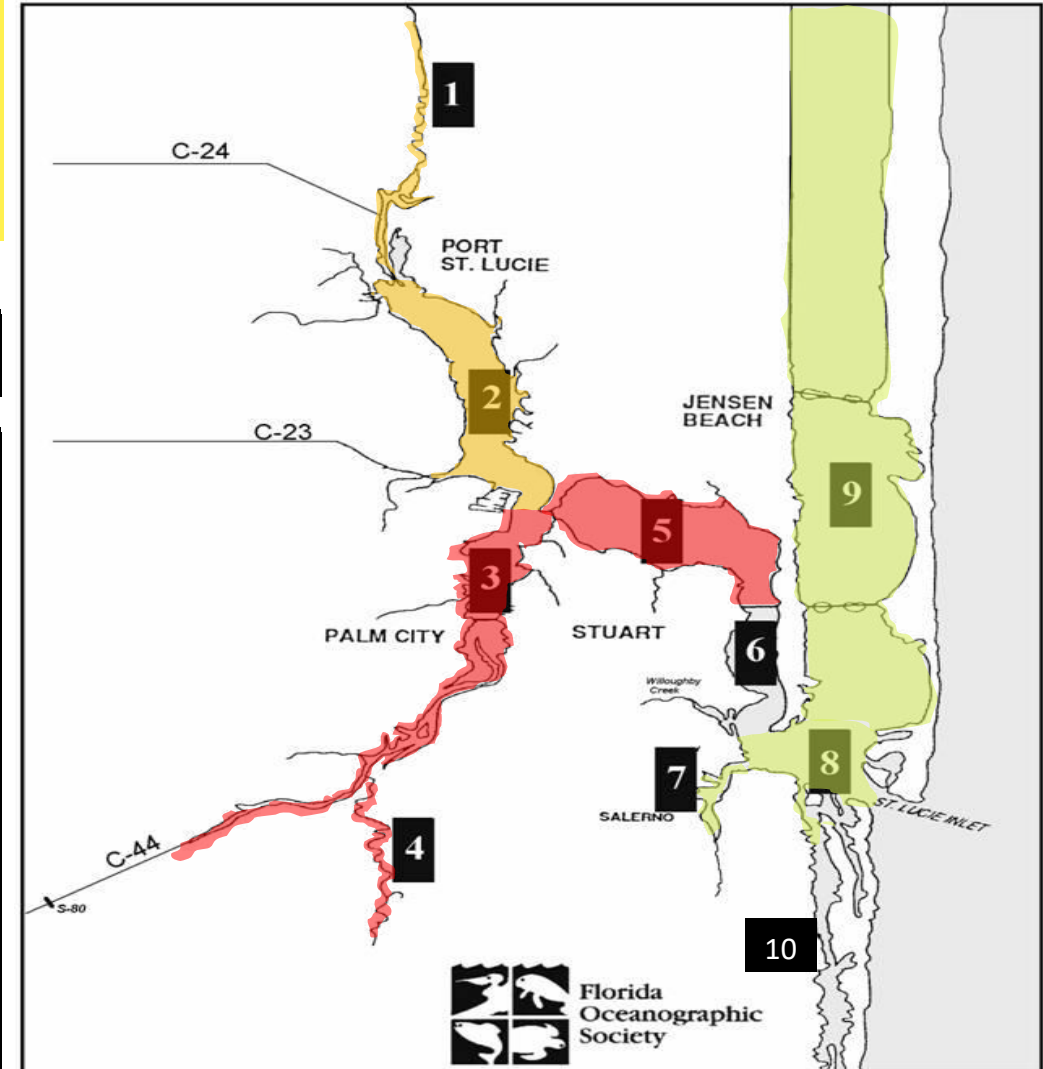 1
C-24
PORT
ST. LUCIE
2
JENSEN
BEACH
C-23
9
5
3
PALM CITY
STUART
6
Willoughby
Creek
7
8
SALERNO
ST. LUCIE INLET
C-44
4
S-80
10
Florida
Oceanographic
Society